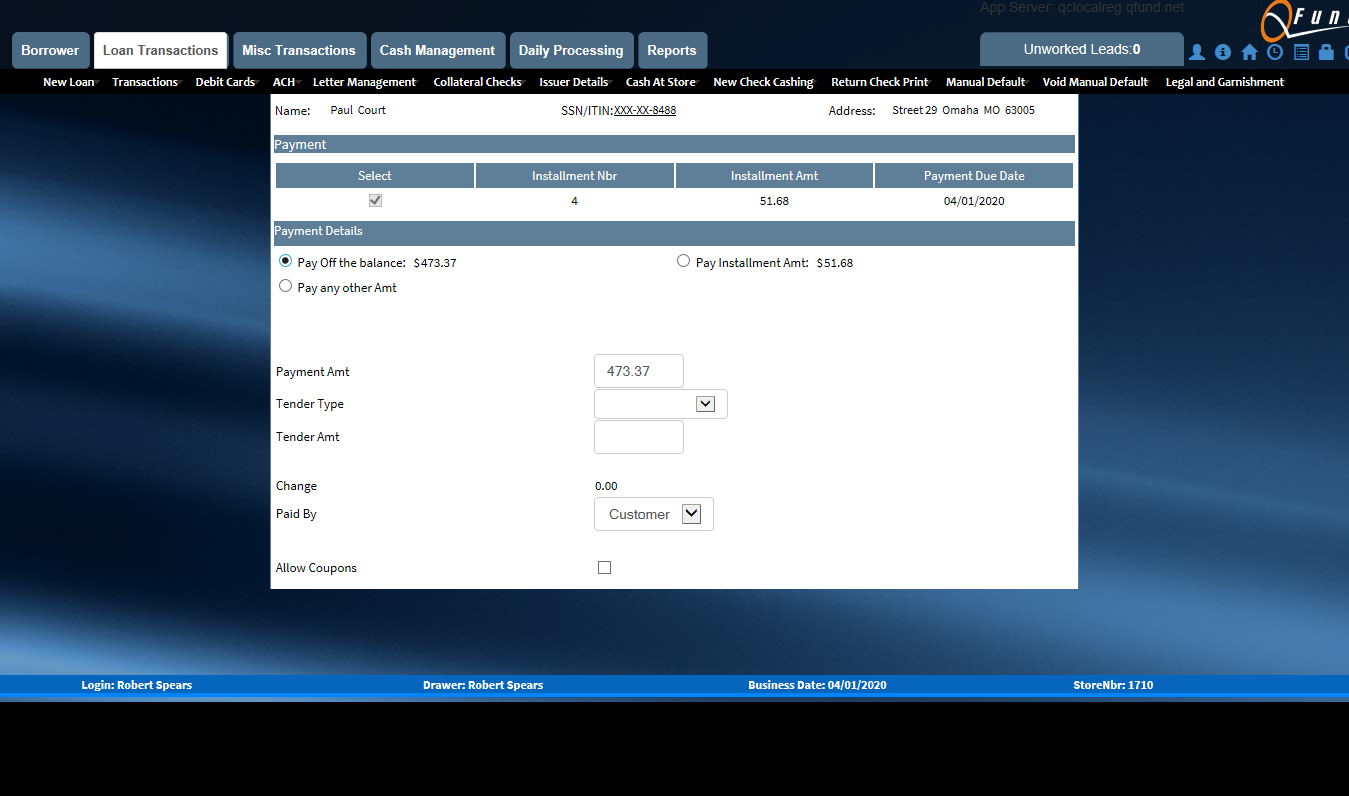 App Server: qclocalreg.qfund.net
QFun
Borrower Loan Transactions Misc Transactions Cash Management Daily Processing Reports Unworked Leads:0
New Loan Transactions Debit Cards ACH Letter Management Collateral Checks Issuer Details Cash At Store New Check Cashing Return Check Print Manual Default Void Manual Default Legal and Garnishment
Name: Paul Court SSN/ITIN:XXX-XX-8488 Address: Street 29 Omaha MO 63005
Payment
Select Installment Nbr Installment Amt Payment Due Date
4 51.68 04/01/2020
Payment Details
Pay Off the balance: $473.37 Pay Installment Amt: $51.68
Pay any other Amt
Payment Amt 473.37
Tender Type
Tender Amt
Change 0.00
Paid By Customer
Allow Coupons
Login: Robert Spears Drawer: Robert Spears Business Date: 04/01/2020 StoreNbr: 1710